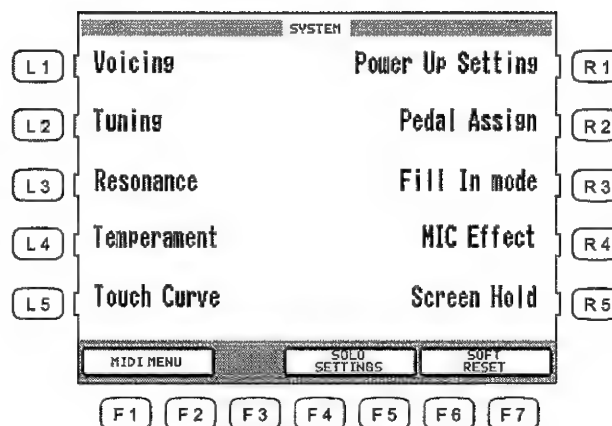 SYSTEM
L1 Voicing Power Up Setting R1
L2 Tuning Pedal Assign R2
L3 Resonance Fill In mode R3
L4 Temperament MIC Effect R4
L5 Touch Curve Screen Hold R5
MIDI MENU SOLO SETTINGS SOFT RESET
F1 F2 F3 F4 F5 F6 F7